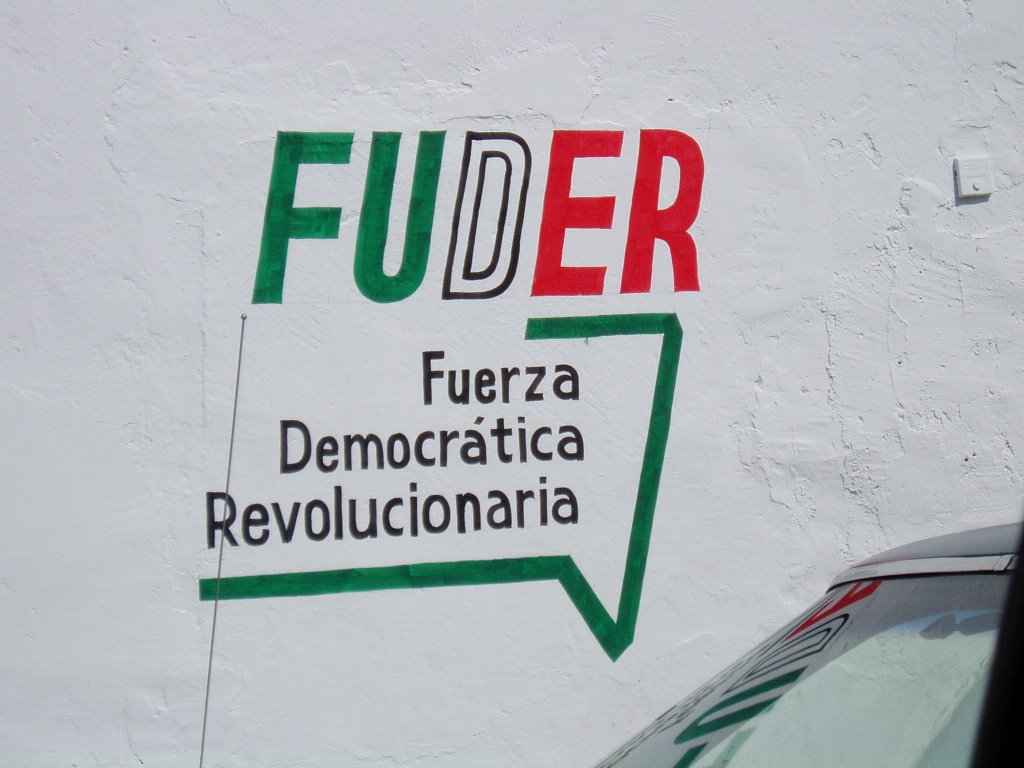 FUDER
Fuerza
Democrática
Revolucionaria